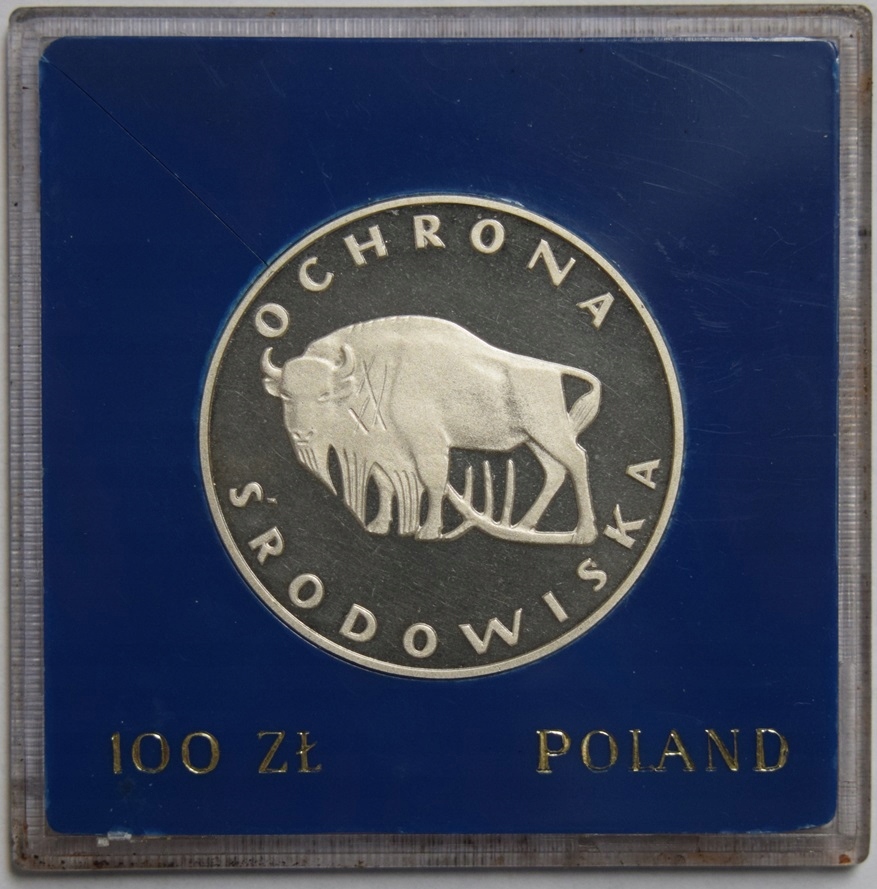 OCHRONA
ŚRODOWISKA
100 ZŁ POLAND